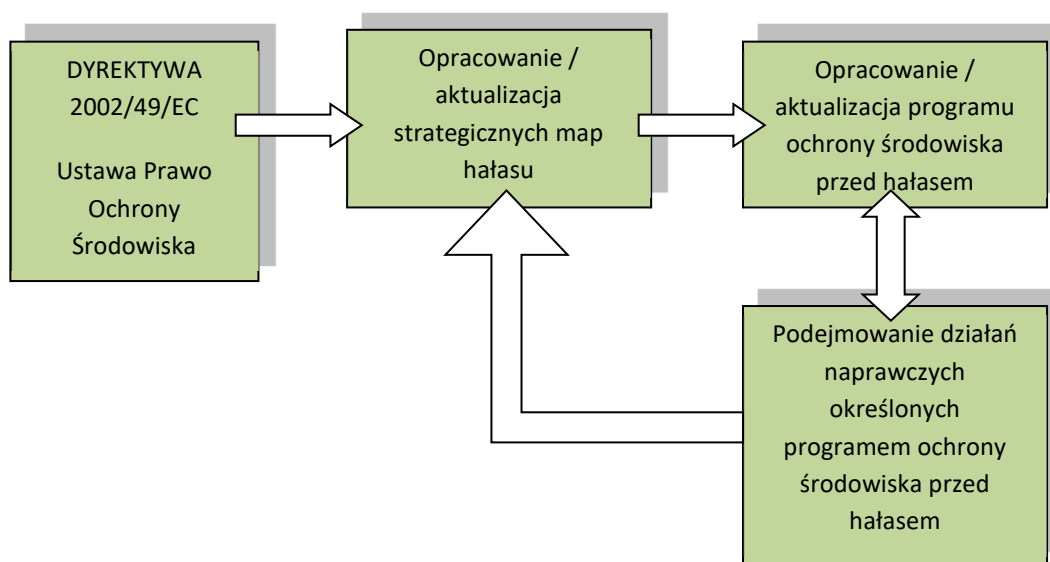 DYREKTYWA
2002/49/EC
Ustawa Prawo
Ochrony
Środowiska
Opracowanie /
aktualizacja
strategicznych map
hałasu
Opracowanie /
aktualizacja programu
ochrony środowiska
przed hałasem
Podejmowanie działań
naprawczych
określonych
programem ochrony
środowiska przed
hałasem